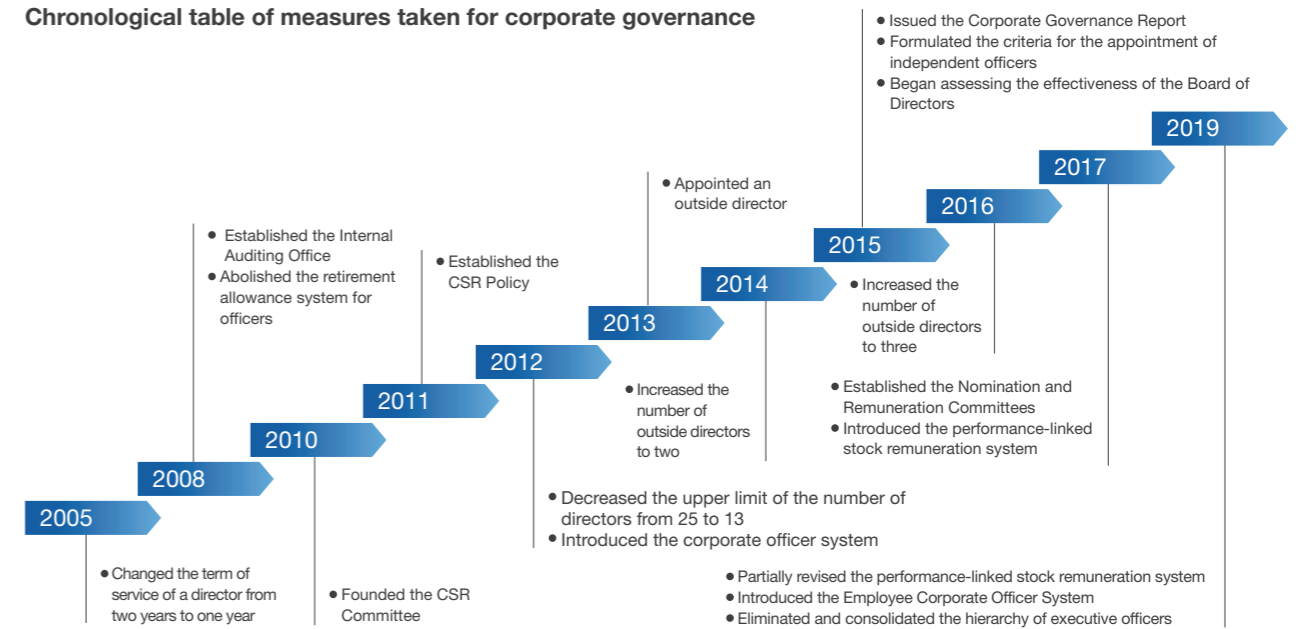 Chronological table of measures taken for corporate governance
2005
• Changed the term of
service of a director from
two years to one year
2008
• Established the Internal
Auditing Office
• Abolished the retirement
allowance system for
officers
2010
• Founded the CSR
Committee
2011
• Established the
CSR Policy
2012
• Decreased the upper limit of the number of
directors from 25 to 13
• Introduced the corporate officer system
2013
• Appointed an
outside director
2014
• Increased the
number of
outside directors
to two
2015
• Issued the Corporate Governance Report
• Formulated the criteria for the appointment of
independent officers
• Began assessing the effectiveness of the Board of
Directors
2016
• Increased the
number of
outside directors
to three
2017
• Established the Nomination and
Remuneration Committees
• Introduced the performance-linked
stock remuneration system
2019
• Partially revised the performance-linked stock remuneration system
• Introduced the Employee Corporate Officer System
• Eliminated and consolidated the hierarchy of executive officers